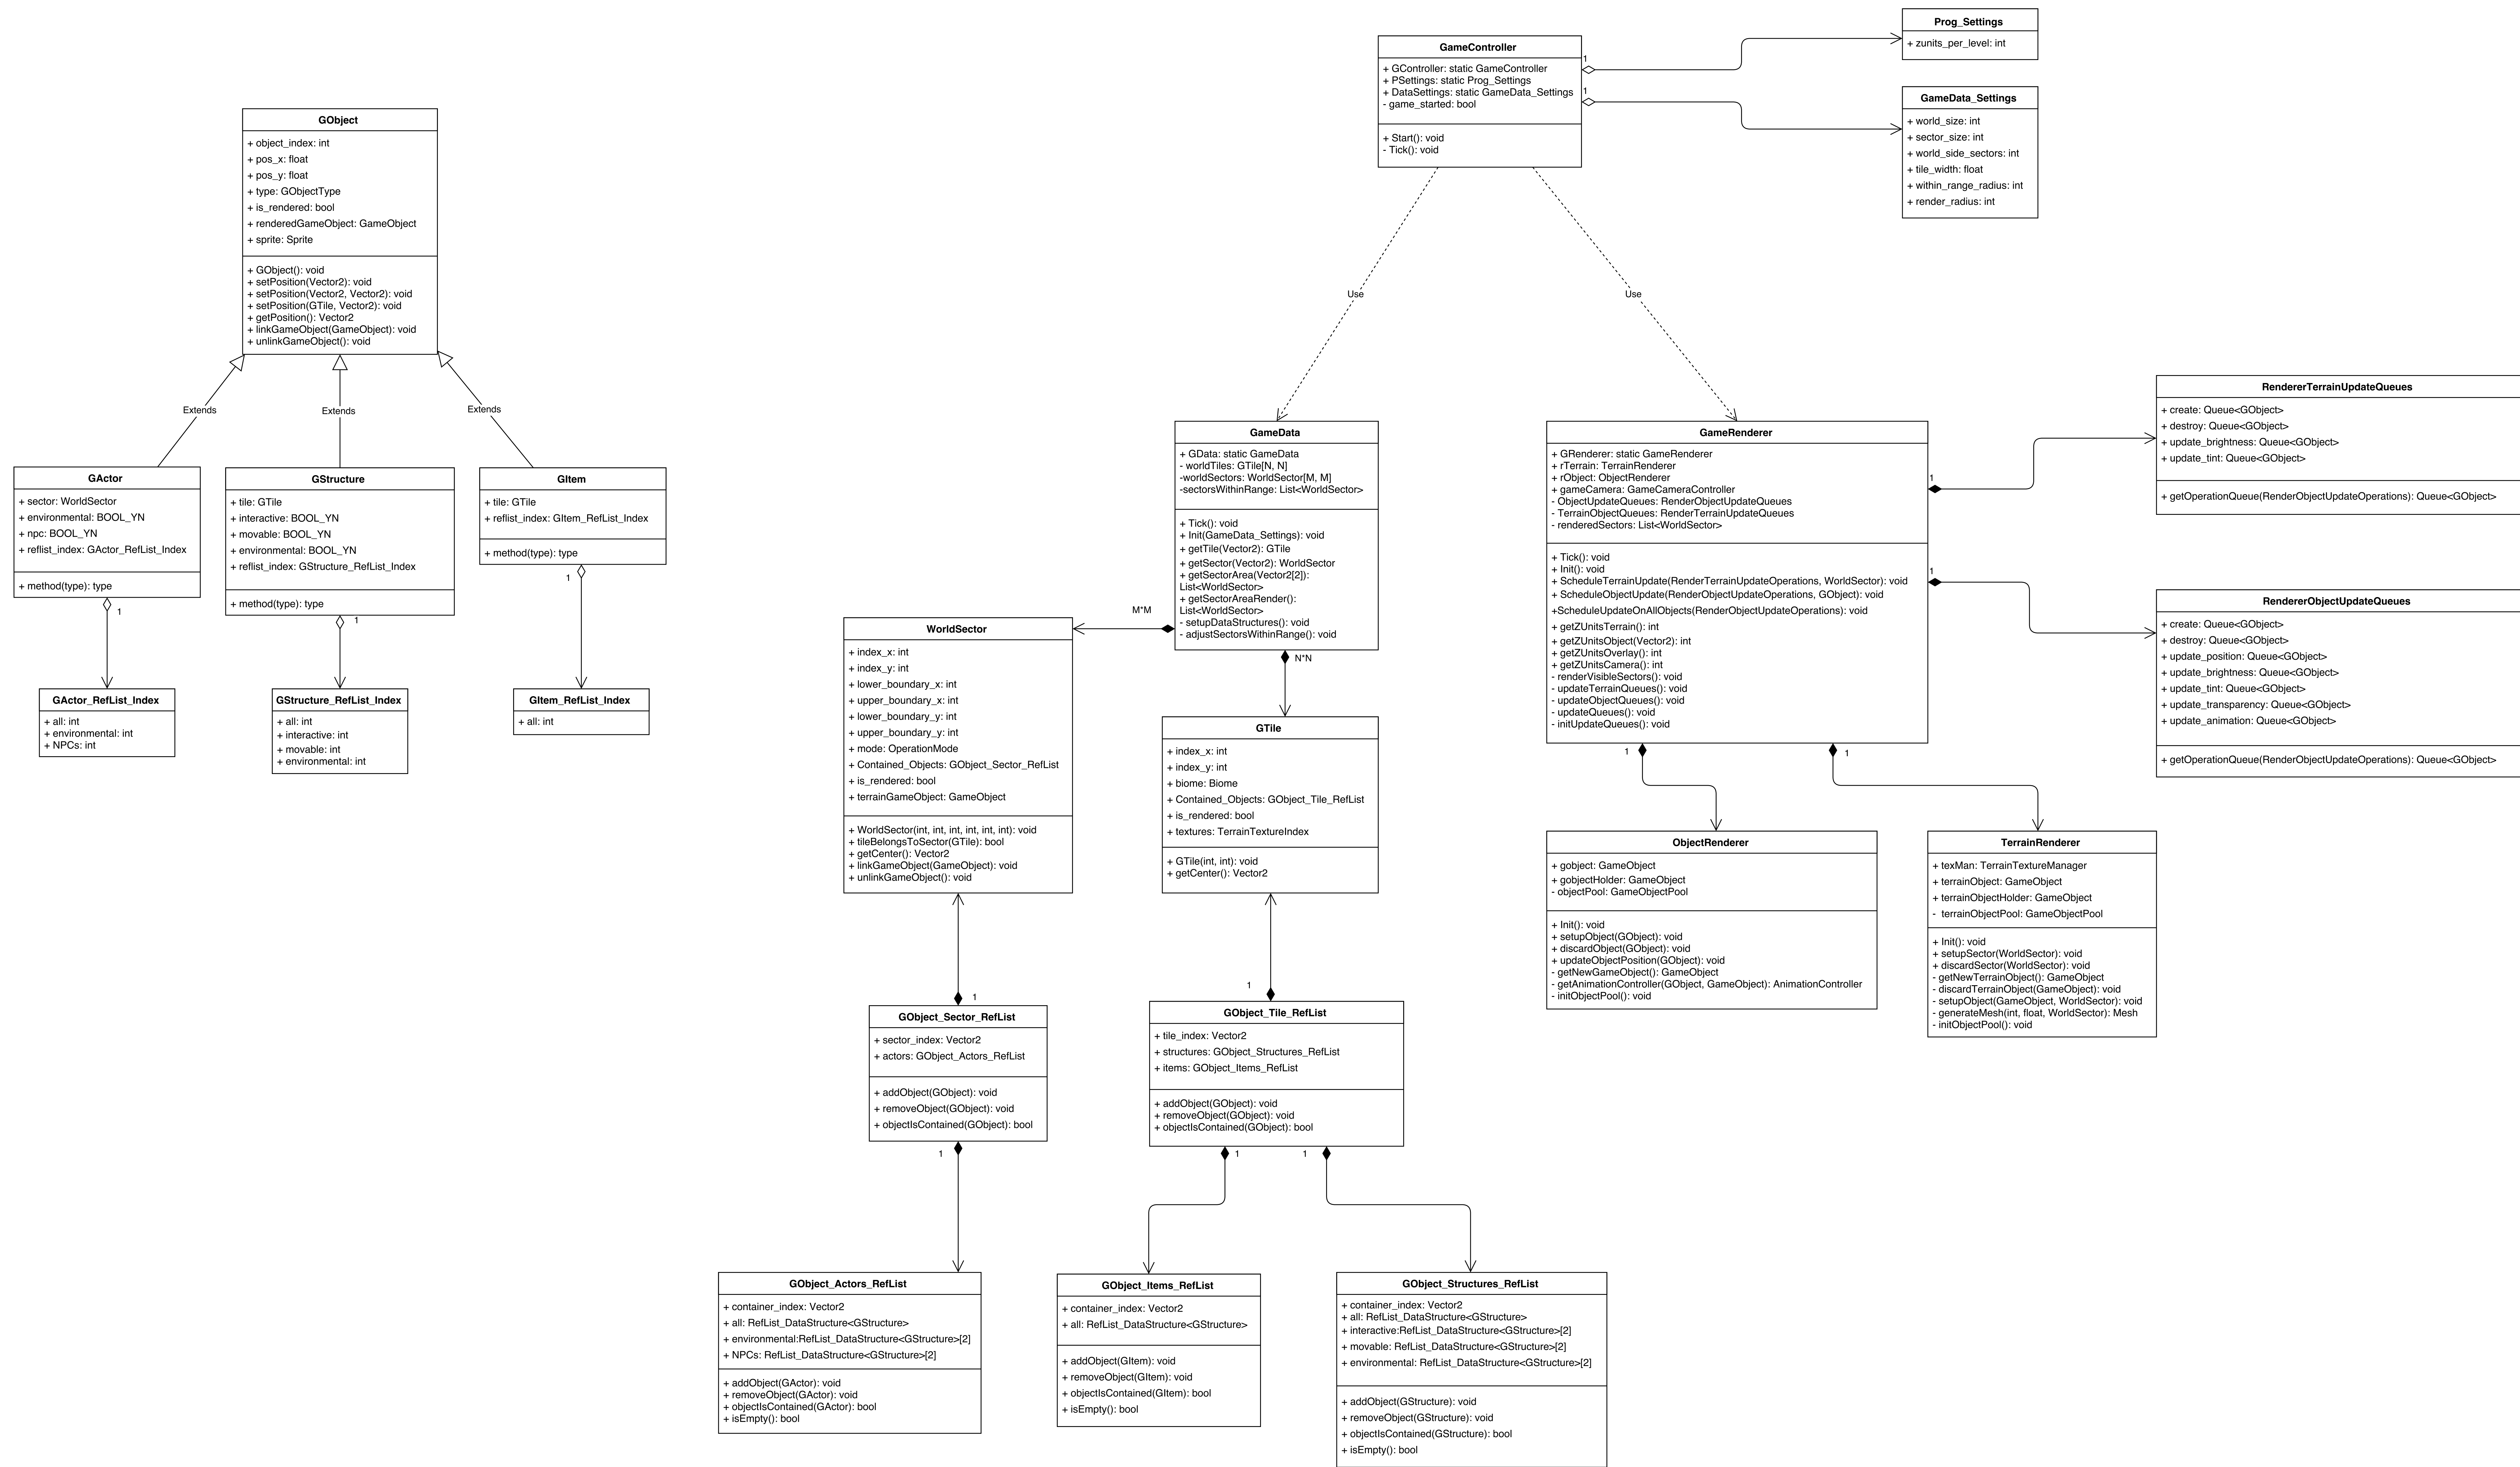 Prog_Settings
+ zunits_per_level: int
GameController
+ GController: static GameController
+ PSettings: static Prog_Settings
+ DataSettings: static GameData_Settings
- game_started: bool
+ Start(): void
- Tick(): void
1
1
GameData_Settings
+ world_size: int
+ sector_size: int
+ world_side_sectors: int
+ tile_width: float
+ within_range_radius: int
+ render_radius: int
GObject
+ object_index: int
+ pos_x: float
+ pos_y: float
+ type: GObjectType
+ is_rendered: bool
+ renderedGameObject: GameObject
+ sprite: Sprite
+ GObject(): void
+ setPosition(Vector2): void
+ setPosition(Vector2, Vector2): void
+ setPosition(GTile, Vector2): void
+ getPosition(): Vector2
+ linkGameObject(GameObject): void
+ unlinkGameObject(): void
Use
Use
Extends
Extends
Extends
GActor
+ sector: WorldSector
+ environmental: BOOL_YN
+ npc: BOOL_YN
+ reflist_index: GActor_RefList_Index
+ method(type): type
1
GStructure
+ tile: GTile
+ interactive: BOOL_YN
+ movable: BOOL_YN
+ environmental: BOOL_YN
+ reflist_index: GStructure_RefList_Index
+ method(type): type
1
GItem
+ tile: GTile
+ reflist_index: GItem_RefList_Index
+ method(type): type
1
GActor_RefList_Index
+ all: int
+ environmental: int
+ NPCs: int
GStructure_RefList_Index
+ all: int
+ interactive: int
+ movable: int
+ environmental: int
GItem_RefList_Index
+ all: int
GameData
+ GData: static GameData
- worldTiles: GTile[N, N]
-worldSectors: WorldSector[M, M]
-sectorsWithinRange: List<WorldSector>
+ Tick(): void
+ Init(GameData_Settings): void
+ getTile(Vector2): GTile
+ getSector(Vector2): WorldSector
+ getSectorArea(Vector2[2]):
List<WorldSector>
+ getSectorAreaRender():
List<WorldSector>
- setupDataStructures(): void
- adjustSectorsWithinRange(): void
M*M
N*N
GameRenderer
+ GRenderer: static GameRenderer
+ rTerrain: TerrainRenderer
+ rObject: ObjectRenderer
+ gameCamera: GameCameraController
- ObjectUpdateQueues: RenderObjectUpdateQueues
- TerrainObjectQueues: RenderTerrainUpdateQueues
- renderedSectors: List<WorldSector>
+ Tick(): void
+ Init(): void
+ ScheduleTerrainUpdate(RenderTerrainUpdateOperations, WorldSector): void
+ ScheduleObjectUpdate(RenderObjectUpdateOperations, GObject): void
+ScheduleUpdateOnAllObjects(RenderObjectUpdateOperations): void
+ getZUnitsTerrain(): int
+ getZUnitsObject(Vector2): int
+ getZUnitsOverlay(): int
+ getZUnitsCamera(): int
- renderVisibleSectors(): void
- updateTerrainQueues(): void
- updateObjectQueues(): void
- updateQueues(): void
- initUpdateQueues(): void
1
1
1
1
RendererTerrainUpdateQueues
+ create: Queue<GObject>
+ destroy: Queue<GObject>
+ update_brightness: Queue<GObject>
+ update_tint: Queue<GObject>
+ getOperationQueue(RenderObjectUpdateOperations): Queue<GObject>
RendererObjectUpdateQueues
+ create: Queue<GObject>
+ destroy: Queue<GObject>
+ update_position: Queue<GObject>
+ update_brightness: Queue<GObject>
+ update_tint: Queue<GObject>
+ update_transparency: Queue<GObject>
+ update_animation: Queue<GObject>
+ getOperationQueue(RenderObjectUpdateOperations): Queue<GObject>
WorldSector
+ index_x: int
+ index_y: int
+ lower_boundary_x: int
+ upper_boundary_x: int
+ lower_boundary_y: int
+ upper_boundary_y: int
+ mode: OperationMode
+ Contained_Objects: GObject_Sector_RefList
+ is_rendered: bool
+ terrainGameObject: GameObject
+ WorldSector(int, int, int, int, int, int): void
+ tileBelongsToSector(GTile): bool
+ getCenter(): Vector2
+ linkGameObject(GameObject): void
+ unlinkGameObject(): void
GTile
+ index_x: int
+ index_y: int
+ biome: Biome
+ Contained_Objects: GObject_Tile_RefList
+ is_rendered: bool
+ textures: TerrainTextureIndex
+ GTile(int, int): void
+ getCenter(): Vector2
ObjectRenderer
+ gobject: GameObject
+ gobjectHolder: GameObject
- objectPool: GameObjectPool
+ Init(): void
+ setupObject(GObject): void
+ discardObject(GObject): void
+ updateObjectPosition(GObject): void
- getNewGameObject(): GameObject
- getAnimationController(GObject, GameObject): AnimationController
- initObjectPool(): void
TerrainRenderer
+ texMan: TerrainTextureManager
+ terrainObject: GameObject
+ terrainObjectHolder: GameObject
-  terrainObjectPool: GameObjectPool
+ Init(): void
+ setupSector(WorldSector): void
+ discardSector(WorldSector): void
- getNewTerrainObject(): GameObject
- discardTerrainObject(GameObject): void
- setupObject(GameObject, WorldSector): void
- generateMesh(int, float, WorldSector): Mesh
- initObjectPool(): void
1
GObject_Sector_RefList
+ sector_index: Vector2
+ actors: GObject_Actors_RefList
+ addObject(GObject): void
+ removeObject(GObject): void
+ objectIsContained(GObject): bool
1
1
GObject_Tile_RefList
+ tile_index: Vector2
+ structures: GObject_Structures_RefList
+ items: GObject_Items_RefList
+ addObject(GObject): void
+ removeObject(GObject): void
+ objectIsContained(GObject): bool
1
1
GObject_Actors_RefList
+ container_index: Vector2
+ all: RefList_DataStructure<GStructure>
+ environmental:RefList_DataStructure<GStructure>[2]
+ NPCs: RefList_DataStructure<GStructure>[2]
+ addObject(GActor): void
+ removeObject(GActor): void
+ objectIsContained(GActor): bool
+ isEmpty(): bool
GObject_Items_RefList
+ container_index: Vector2
+ all: RefList_DataStructure<GStructure>
+ addObject(GItem): void
+ removeObject(GItem): void
+ objectIsContained(GItem): bool
+ isEmpty(): bool
GObject_Structures_RefList
+ container_index: Vector2
+ all: RefList_DataStructure<GStructure>
+ interactive:RefList_DataStructure<GStructure>[2]
+ movable: RefList_DataStructure<GStructure>[2]
+ environmental: RefList_DataStructure<GStructure>[2]
+ addObject(GStructure): void
+ removeObject(GStructure): void
+ objectIsContained(GStructure): bool
+ isEmpty(): bool